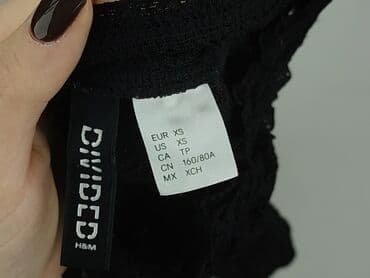 DIVIDED
H&M
EUR XS
US XS
CA TP
CN 160/80A
MX XCH